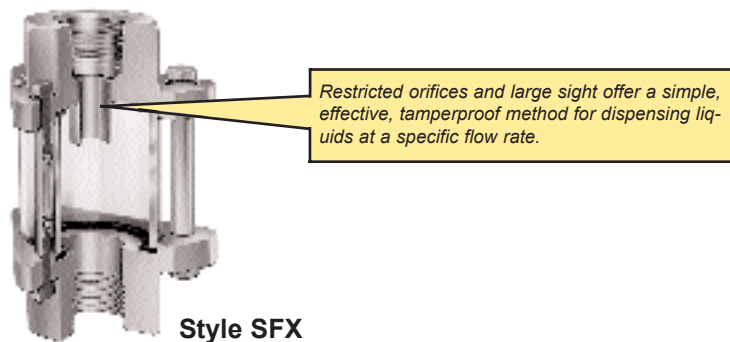 Restricted orifices and large sight offer a simple,
effective, tamperproof method for dispensing liq-
uids at a specific flow rate.
Style SFX